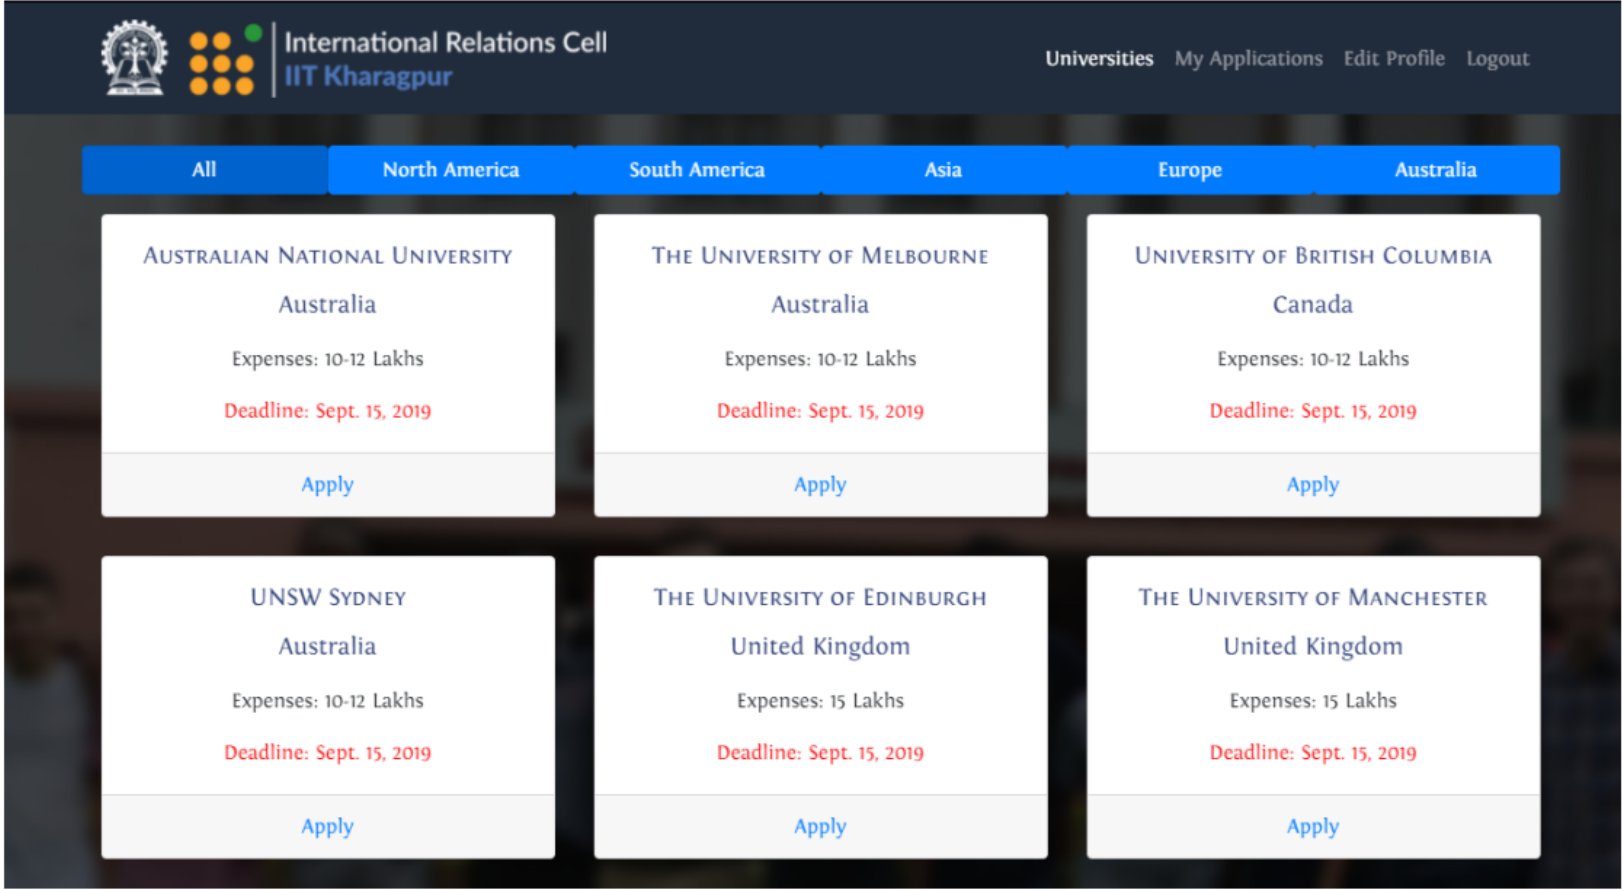 International Relations Cell
IIT Kharagpur
Universities My Applications Edit Profile Logout
All North America South America Asia Europe Australia
Australian National University
Australia
Expenses: 10-12 Lakhs
Deadline: Sept. 15, 2019
Apply
The University of Melbourne
Australia
Expenses: 10-12 Lakhs
Deadline: Sept. 15, 2019
Apply
University of British Columbia
Canada
Expenses: 10-12 Lakhs
Deadline: Sept. 15, 2019
Apply
UNSW Sydney
Australia
Expenses: 10-12 Lakhs
Deadline: Sept. 15, 2019
Apply
The University of Edinburgh
United Kingdom
Expenses: 15 Lakhs
Deadline: Sept. 15, 2019
Apply
The University of Manchester
United Kingdom
Expenses: 15 Lakhs
Deadline: Sept. 15, 2019
Apply